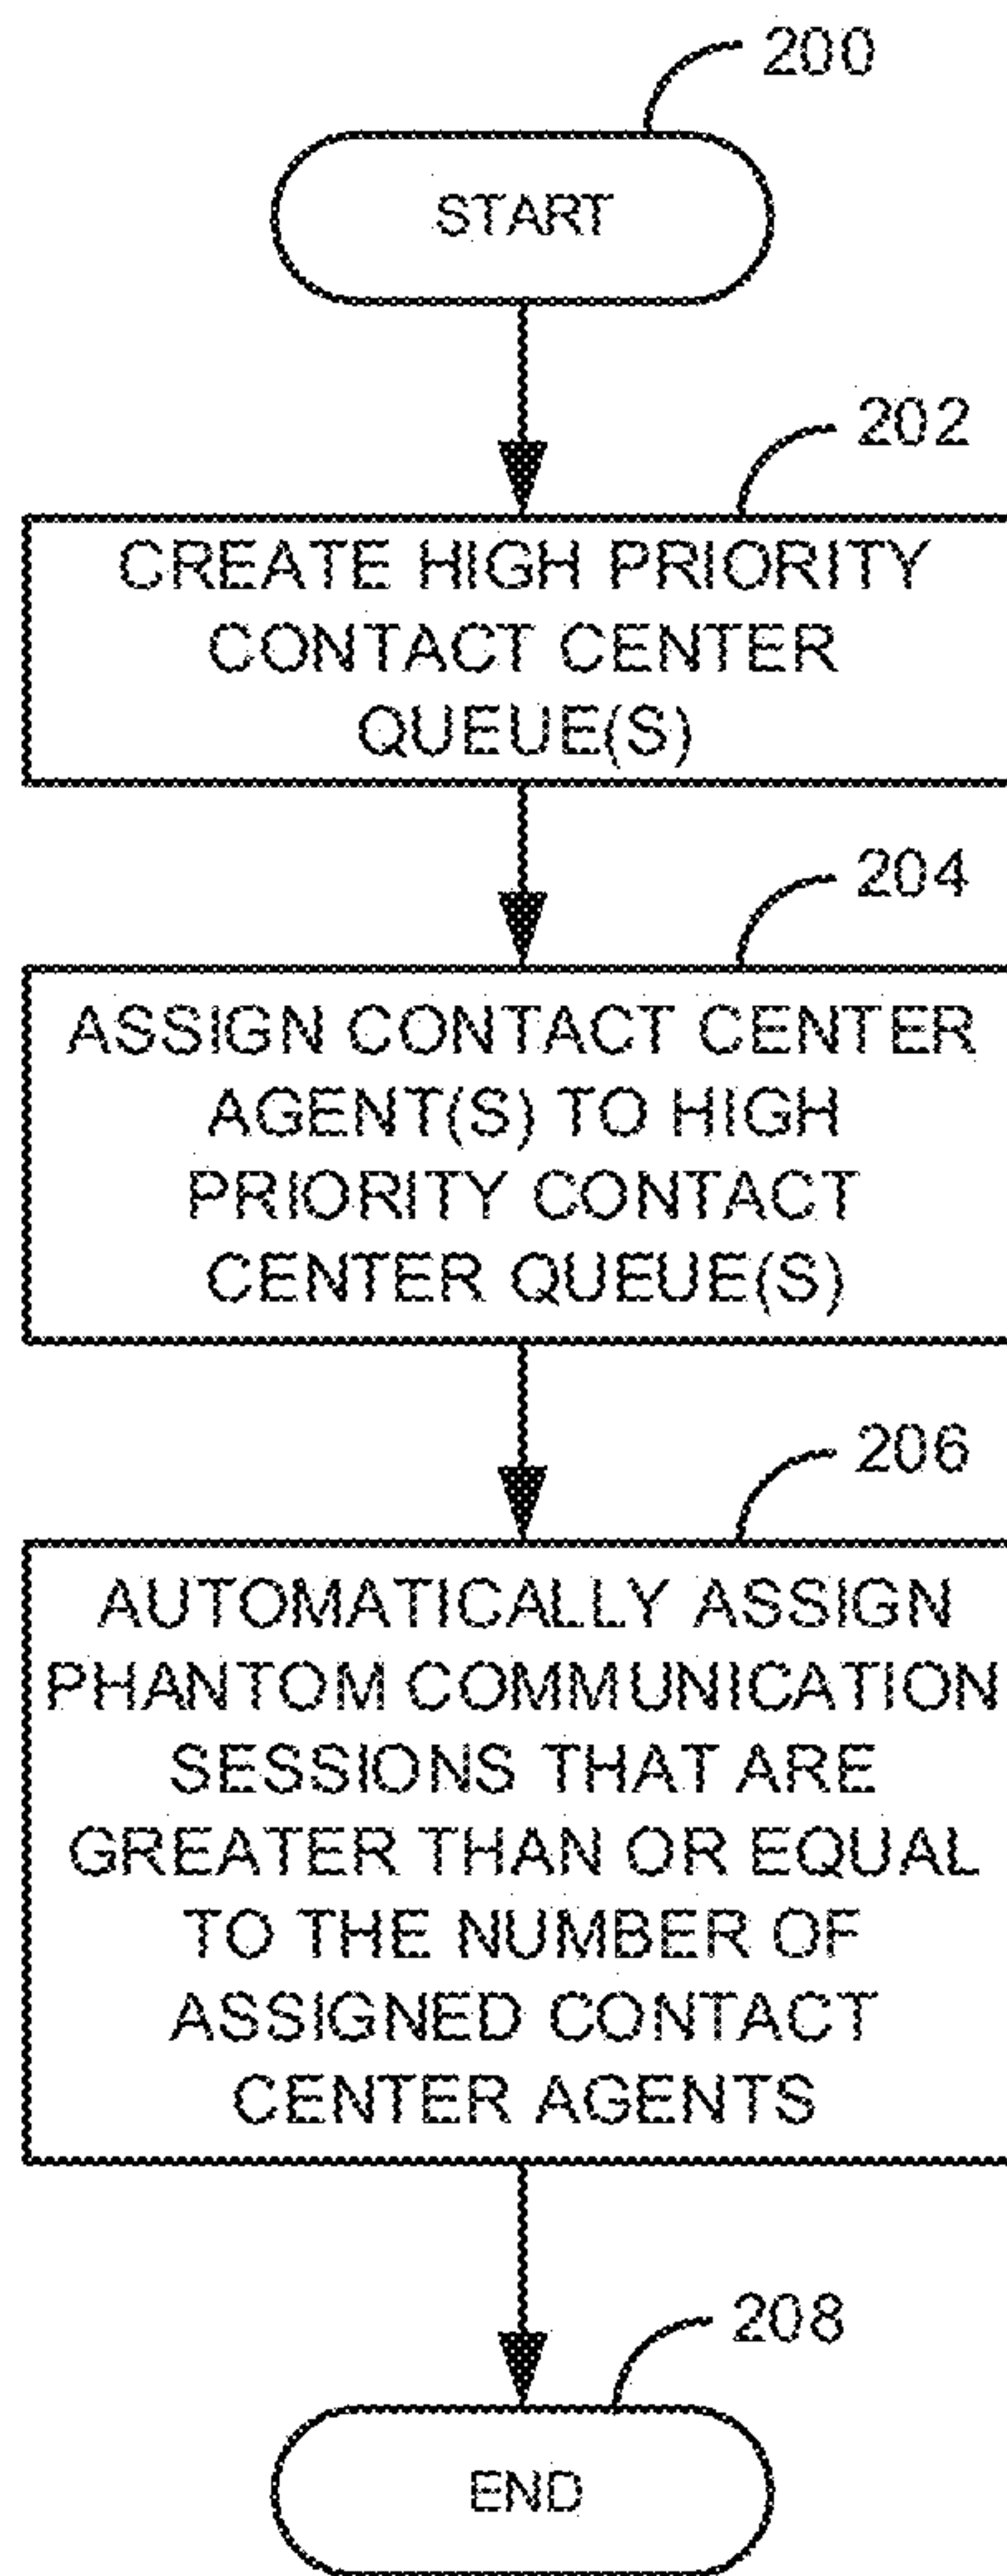 200
START
202
CREATE HIGH PRIORITY
CONTACT CENTER
QUEUE(S)
204
ASSIGN CONTACT CENTER
AGENT(S) TO HIGH
PRIORITY CONTACT
CENTER QUEUE(S)
206
AUTOMATICALLY ASSIGN
PHANTOM COMMUNICATION
SESSIONS THAT ARE
GREATER THAN OR EQUAL
TO THE NUMBER OF
ASSIGNED CONTACT
CENTER AGENTS
208
END